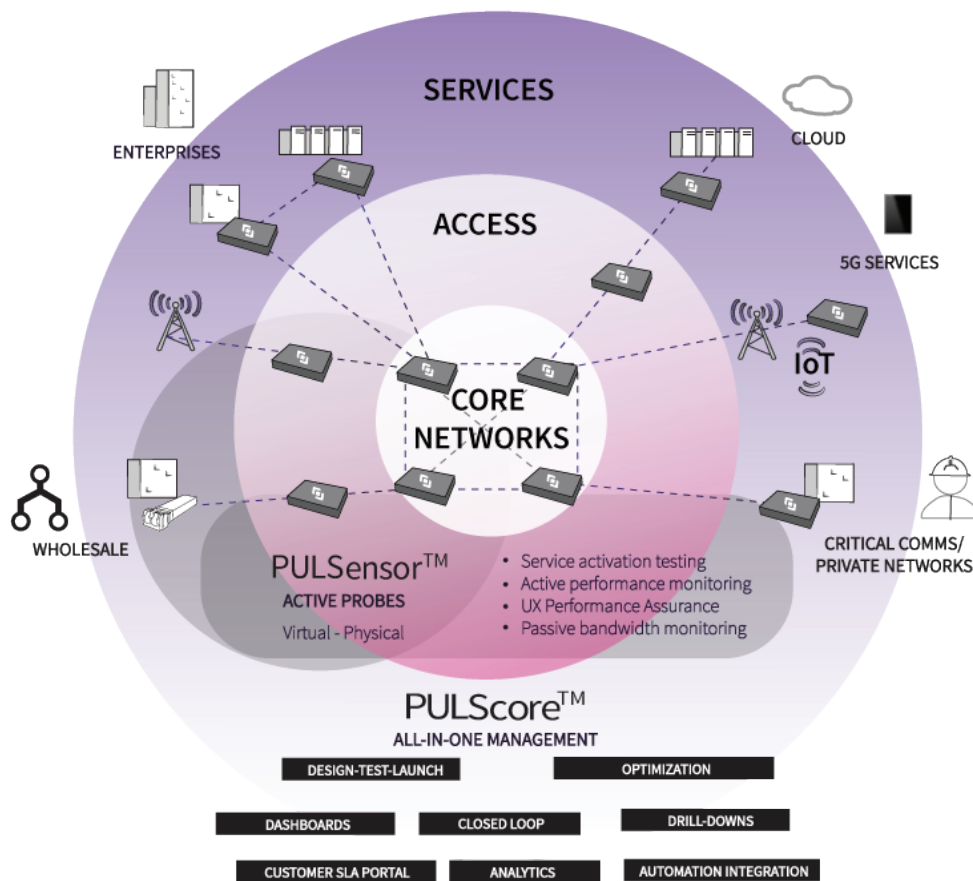 SERVICES
ENTERPRISES
CLOUD
ACCESS
5G SERVICES
IoT
CORE
NETWORKS
WHOLESALE
CRITICAL COMMS/
PRIVATE NETWORKS
PULSensor™
ACTIVE PROBES
Virtual - Physical
• Service activation testing
• Active performance monitoring
• UX Performance Assurance
• Passive bandwidth monitoring
PULScore™
ALL-IN-ONE MANAGEMENT
DESIGN-TEST-LAUNCH
OPTIMIZATION
DASHBOARDS
CLOSED LOOP
DRILL-DOWNS
CUSTOMER SLA PORTAL
ANALYTICS
AUTOMATION INTEGRATION